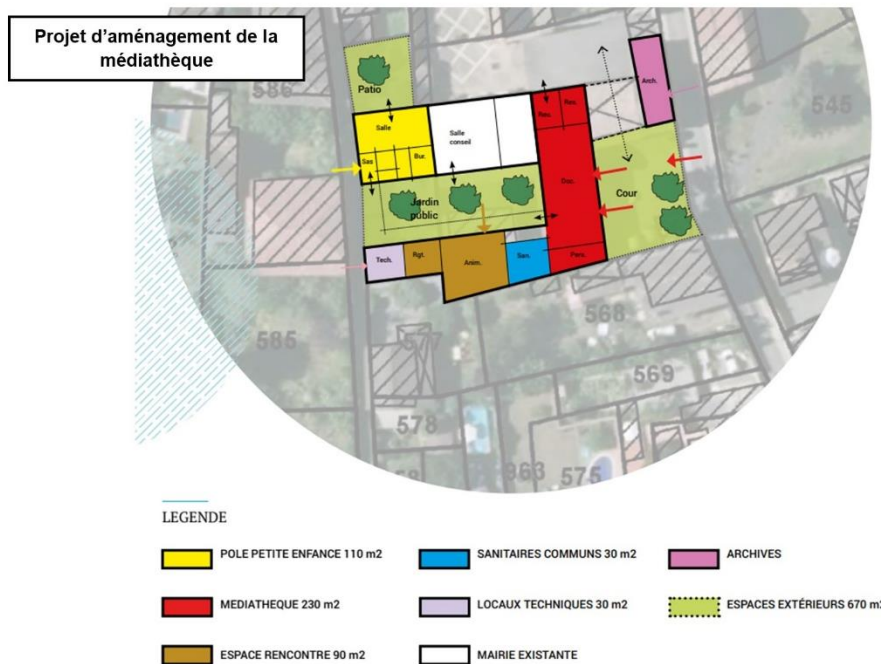 Projet d'aménagement de la
médiathèque
586
Patio
Arch.
545
Salle
Salle
conseil
Res.
Res.
Sas
Bur.
Doc.
Cour
Jardin
public
Tech.
Rgt.
Anim.
San.
568
585
577
569
578
963
575
LEGENDE
POLE PETITE ENFANCE 110 m2
SANITAIRES COMMUNS 30 m2
ARCHIVES
MEDIATHEQUE 230 m2
LOCAUX TECHNIQUES 30 m2
ESPACES EXTÉRIEURS 670 m2
ESPACE RENCONTRE 90 m2
MAIRIE EXISTANTE